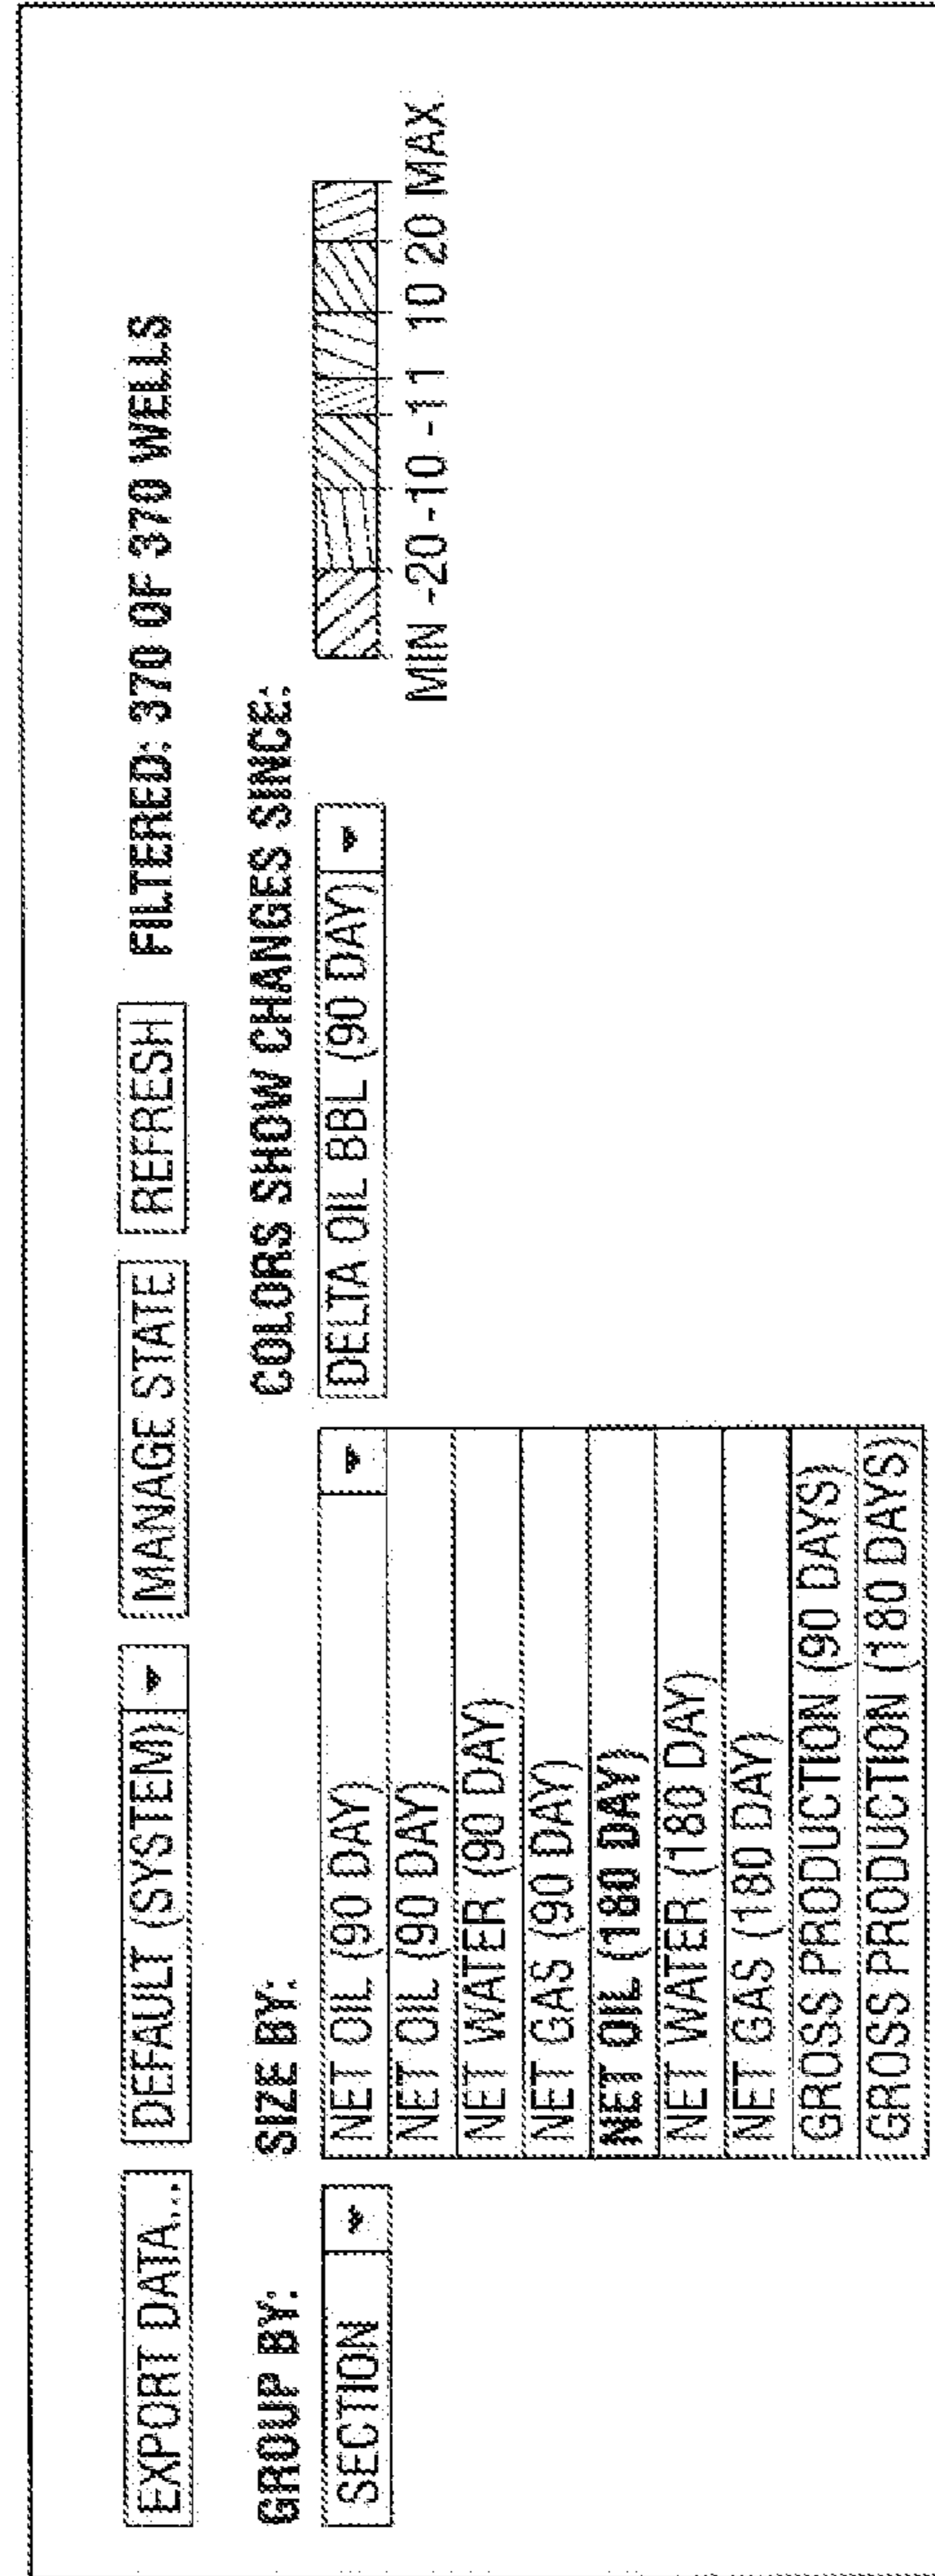 EXPORT DATA... DEFAULT (SYSTEM) MANAGE STATE REFRESH FILTERED: 370 OF 370 WELLS
GROUP BY: SIZE BY: COLORS SHOW CHANGES SINCE:
SECTION NET OIL (90 DAY) DELTA OIL BBL (90 DAY)
MIN -20 -10 -1 1 10 20 MAX
NET OIL (90 DAY)
NET WATER (90 DAY)
NET GAS (90 DAY)
NET OIL (180 DAY)
NET WATER (180 DAY)
NET GAS (180 DAY)
GROSS PRODUCTION (90 DAYS)
GROSS PRODUCTION (180 DAYS)